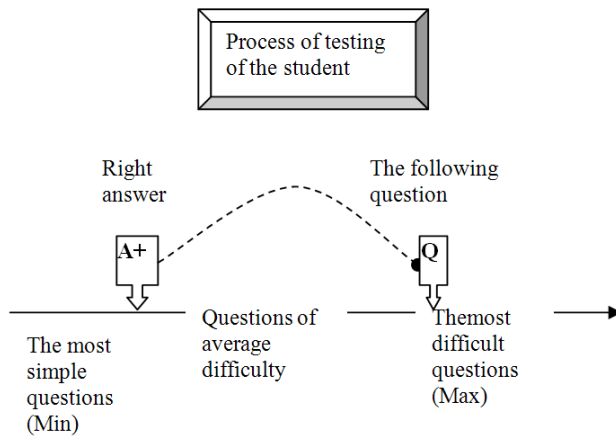 Process of testing
of the student
Right
answer
The following
question
A+
Q
The most
simple
questions
(Min)
Questions of
average
difficulty
Themost
difficult
questions
(Max)